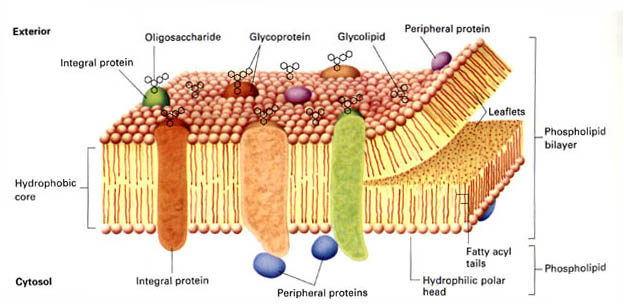 Exterior
Oligosaccharide
Glycoprotein
Glycolipid
Peripheral protein
Integral protein
Leaflets
Phospholipid
bilayer
Hydrophobic
core
Fatty acyl
tails
Cytosol
Integral protein
Peripheral proteins
Hydrophilic polar
head
Phospholipid